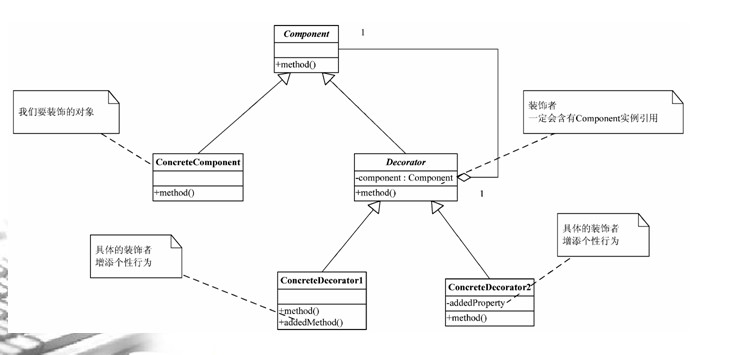 Component
1
+method()
我们要装饰的对象
装饰者
一定会含有Component实例引用
ConcreteComponent
+method()
Decorator
-component : Component
+method()
1
具体的装饰者
增添个性行为
具体的装饰者
增添个性行为
ConcreteDecorator1
+method()
+addedMethod()
ConcreteDecorator2
-addedProperty
+method()